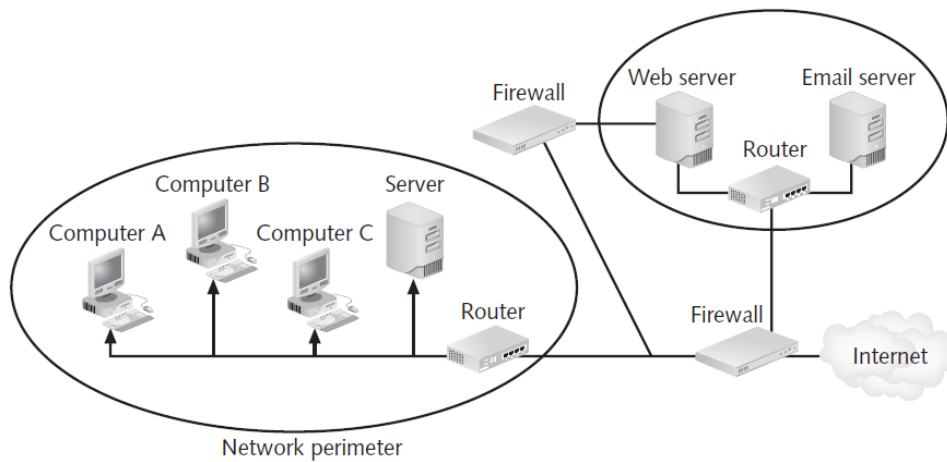 Web server
Email server
Firewall
Router
Computer B
Server
Computer A
Computer C
Router
Firewall
Internet
Network perimeter